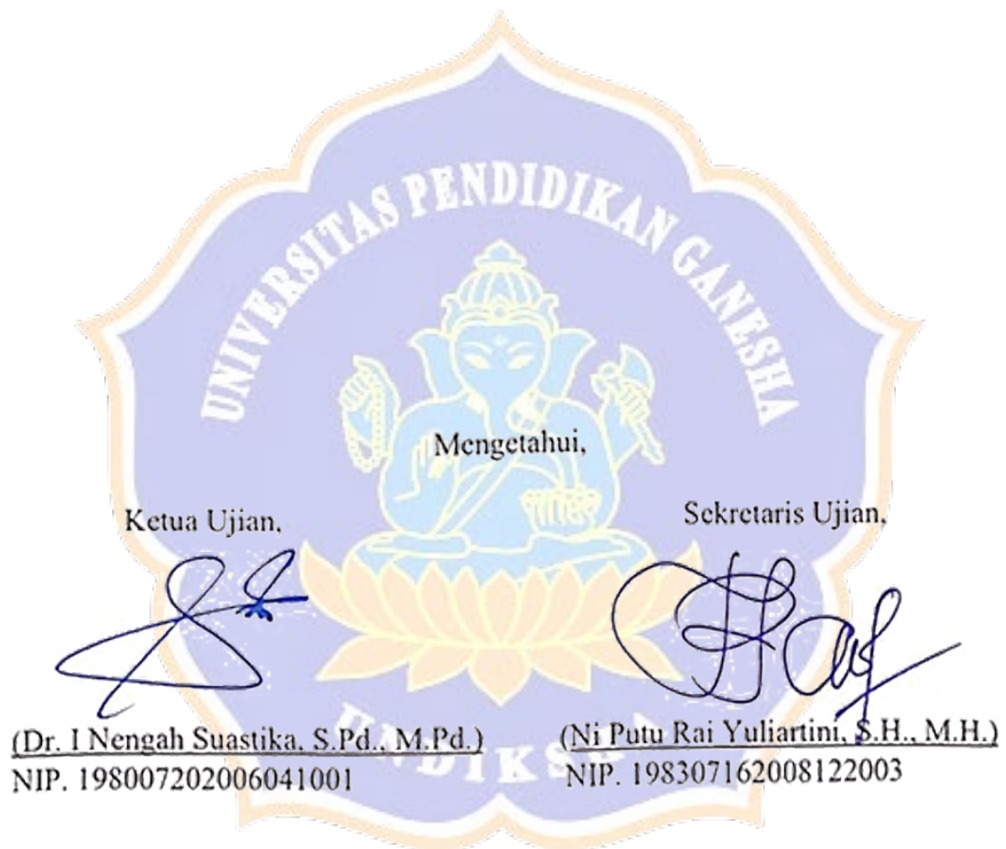 UNIVERSITAS PENDIDIKAN GANESHA
Mengetahui,
Ketua Ujian,
Sekretaris Ujian,
(Dr. I Nengah Suastika, S.Pd., M.Pd.)
NIP. 198007202006041001
(Ni Putu Rai Yuliartini, S.H., M.H.)
NIP. 198307162008122003
UNDIKSHA